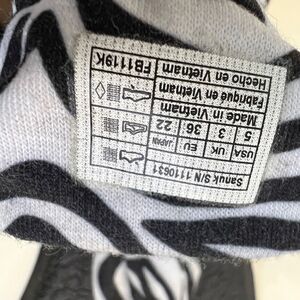 Sanuk S/N 1110631
USA UK EU JAPAN
5 3 36 22
Made in Vietnam
Fabriqué en Vietnam
Hecho en Vietnam
FB1119K